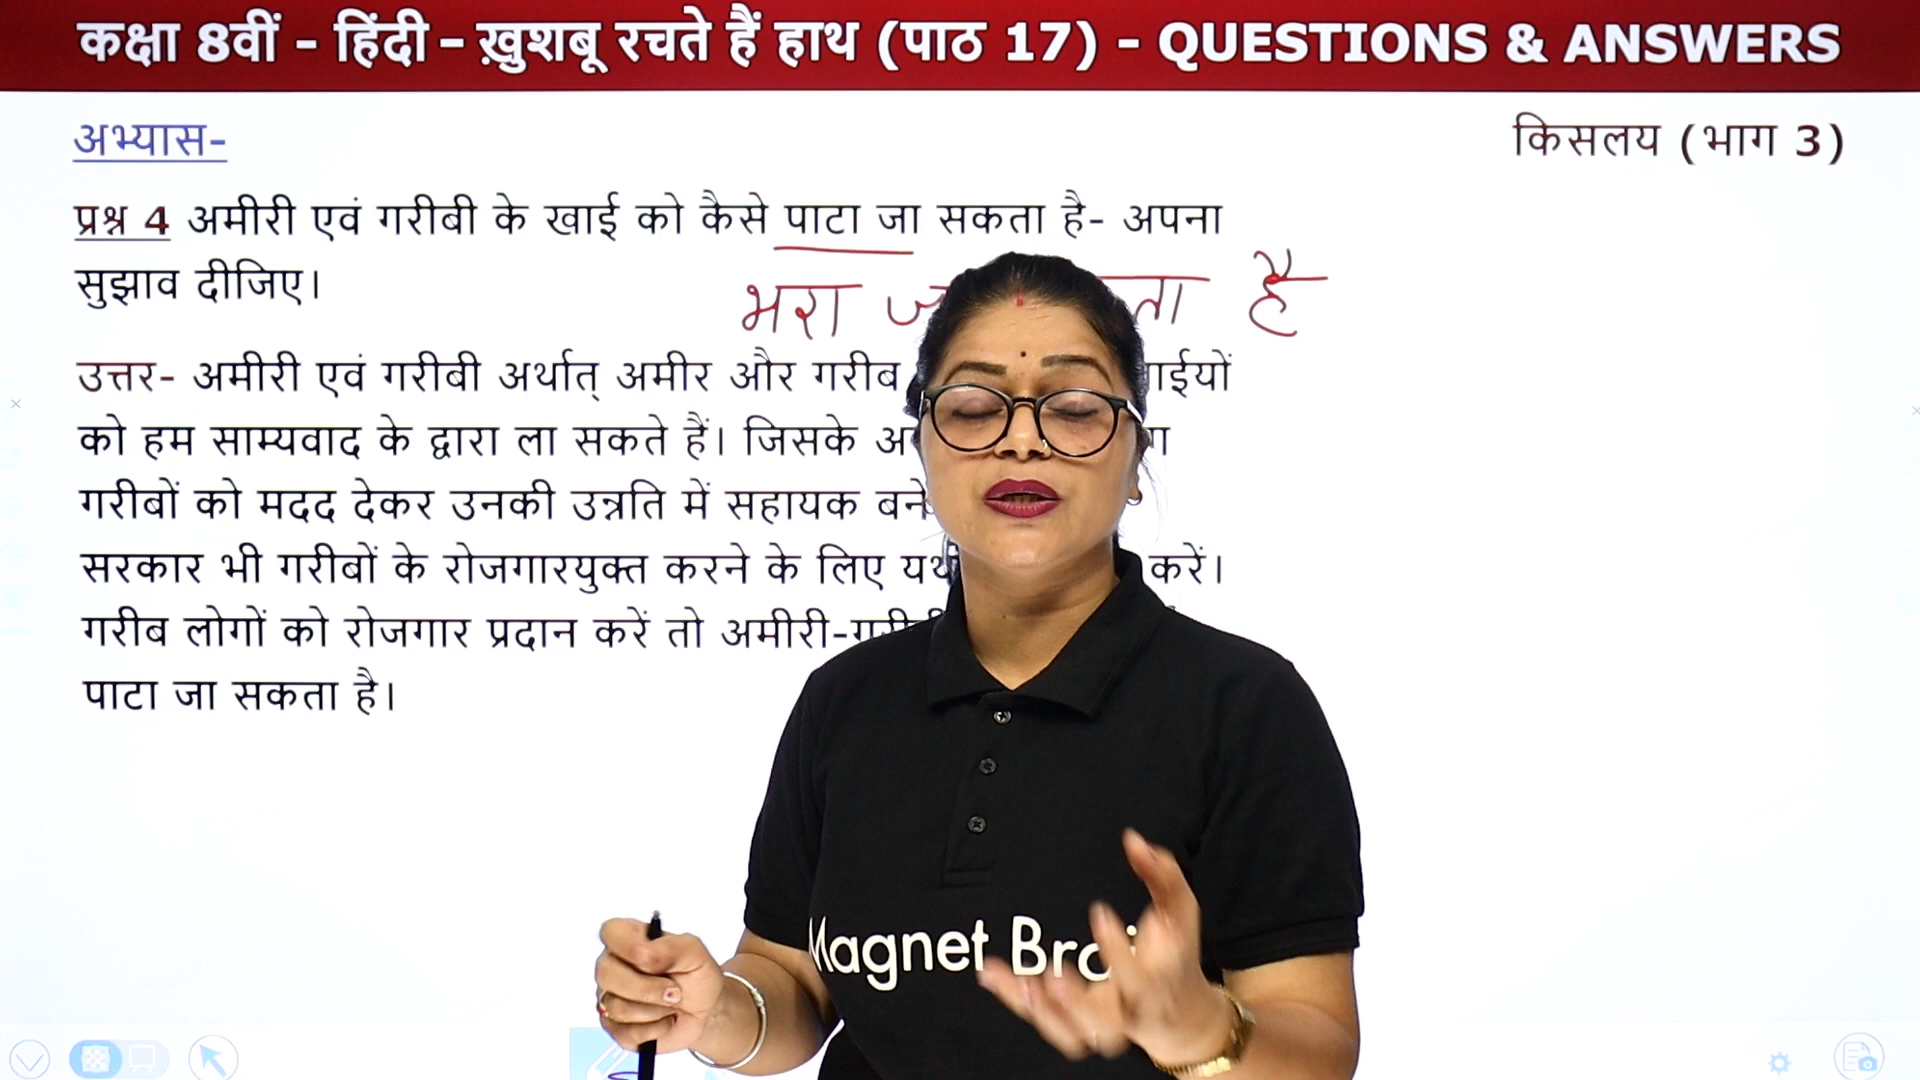 कक्षा 8वीं - हिंदी - ख़ुशबू रचते हैं हाथ (पाठ 17) - QUESTIONS & ANSWERS
अभ्यास-
किसलय (भाग 3)
प्रश्न 4 अमीरी एवं गरीबी के खाई को कैसे पाटा जा सकता है- अपना
सुझाव दीजिए।
भरा है
उत्तर- अमीरी एवं गरीबी अर्थात् अमीर और गरीब
को हम साम्यवाद के द्वारा ला सकते हैं। जिसके
गरीबों को मदद देकर उनकी उन्नति में सहायक
सरकार भी गरीबों के रोजगारयुक्त करने के लिए करें।
गरीब लोगों को रोजगार प्रदान करें तो
पाटा जा सकता है।
Magnet